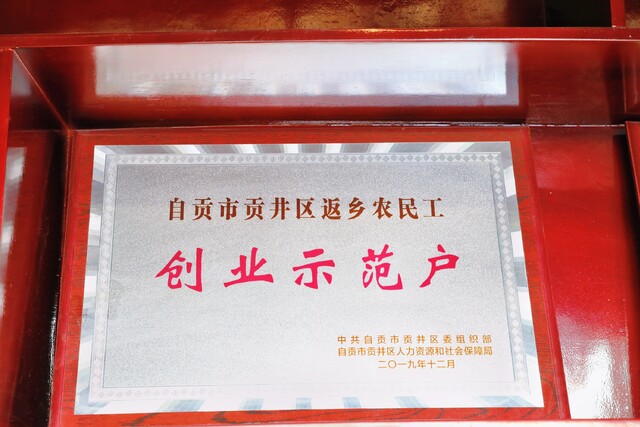 自贡市贡井区返乡农民工
创业示范户
中共自贡市贡井区委组织部
自贡市贡井区人力资源和社会保障局
二〇一九年十二月